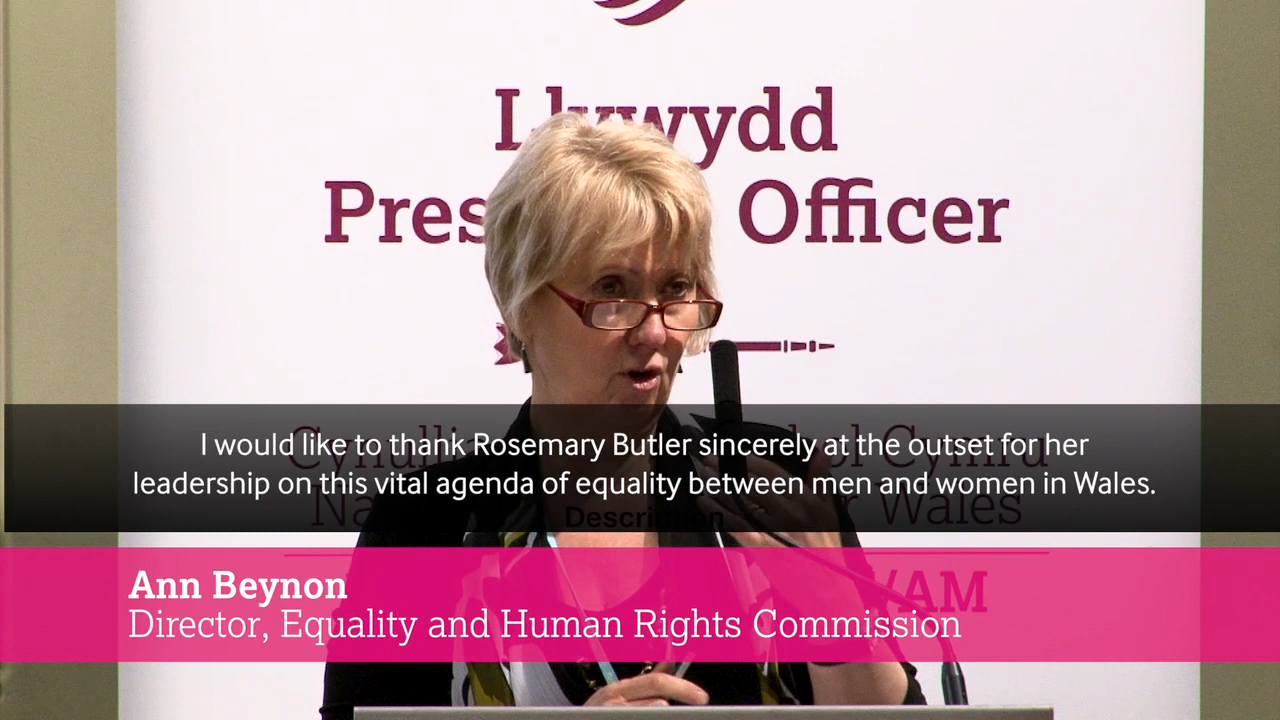 Llywydd
Pres Officer
I would like to thank Rosemary Butler sincerely at the outset for her
leadership on this vital agenda of equality between men and women in Wales.
Description
Ann Beynon
Director, Equality and Human Rights Commission